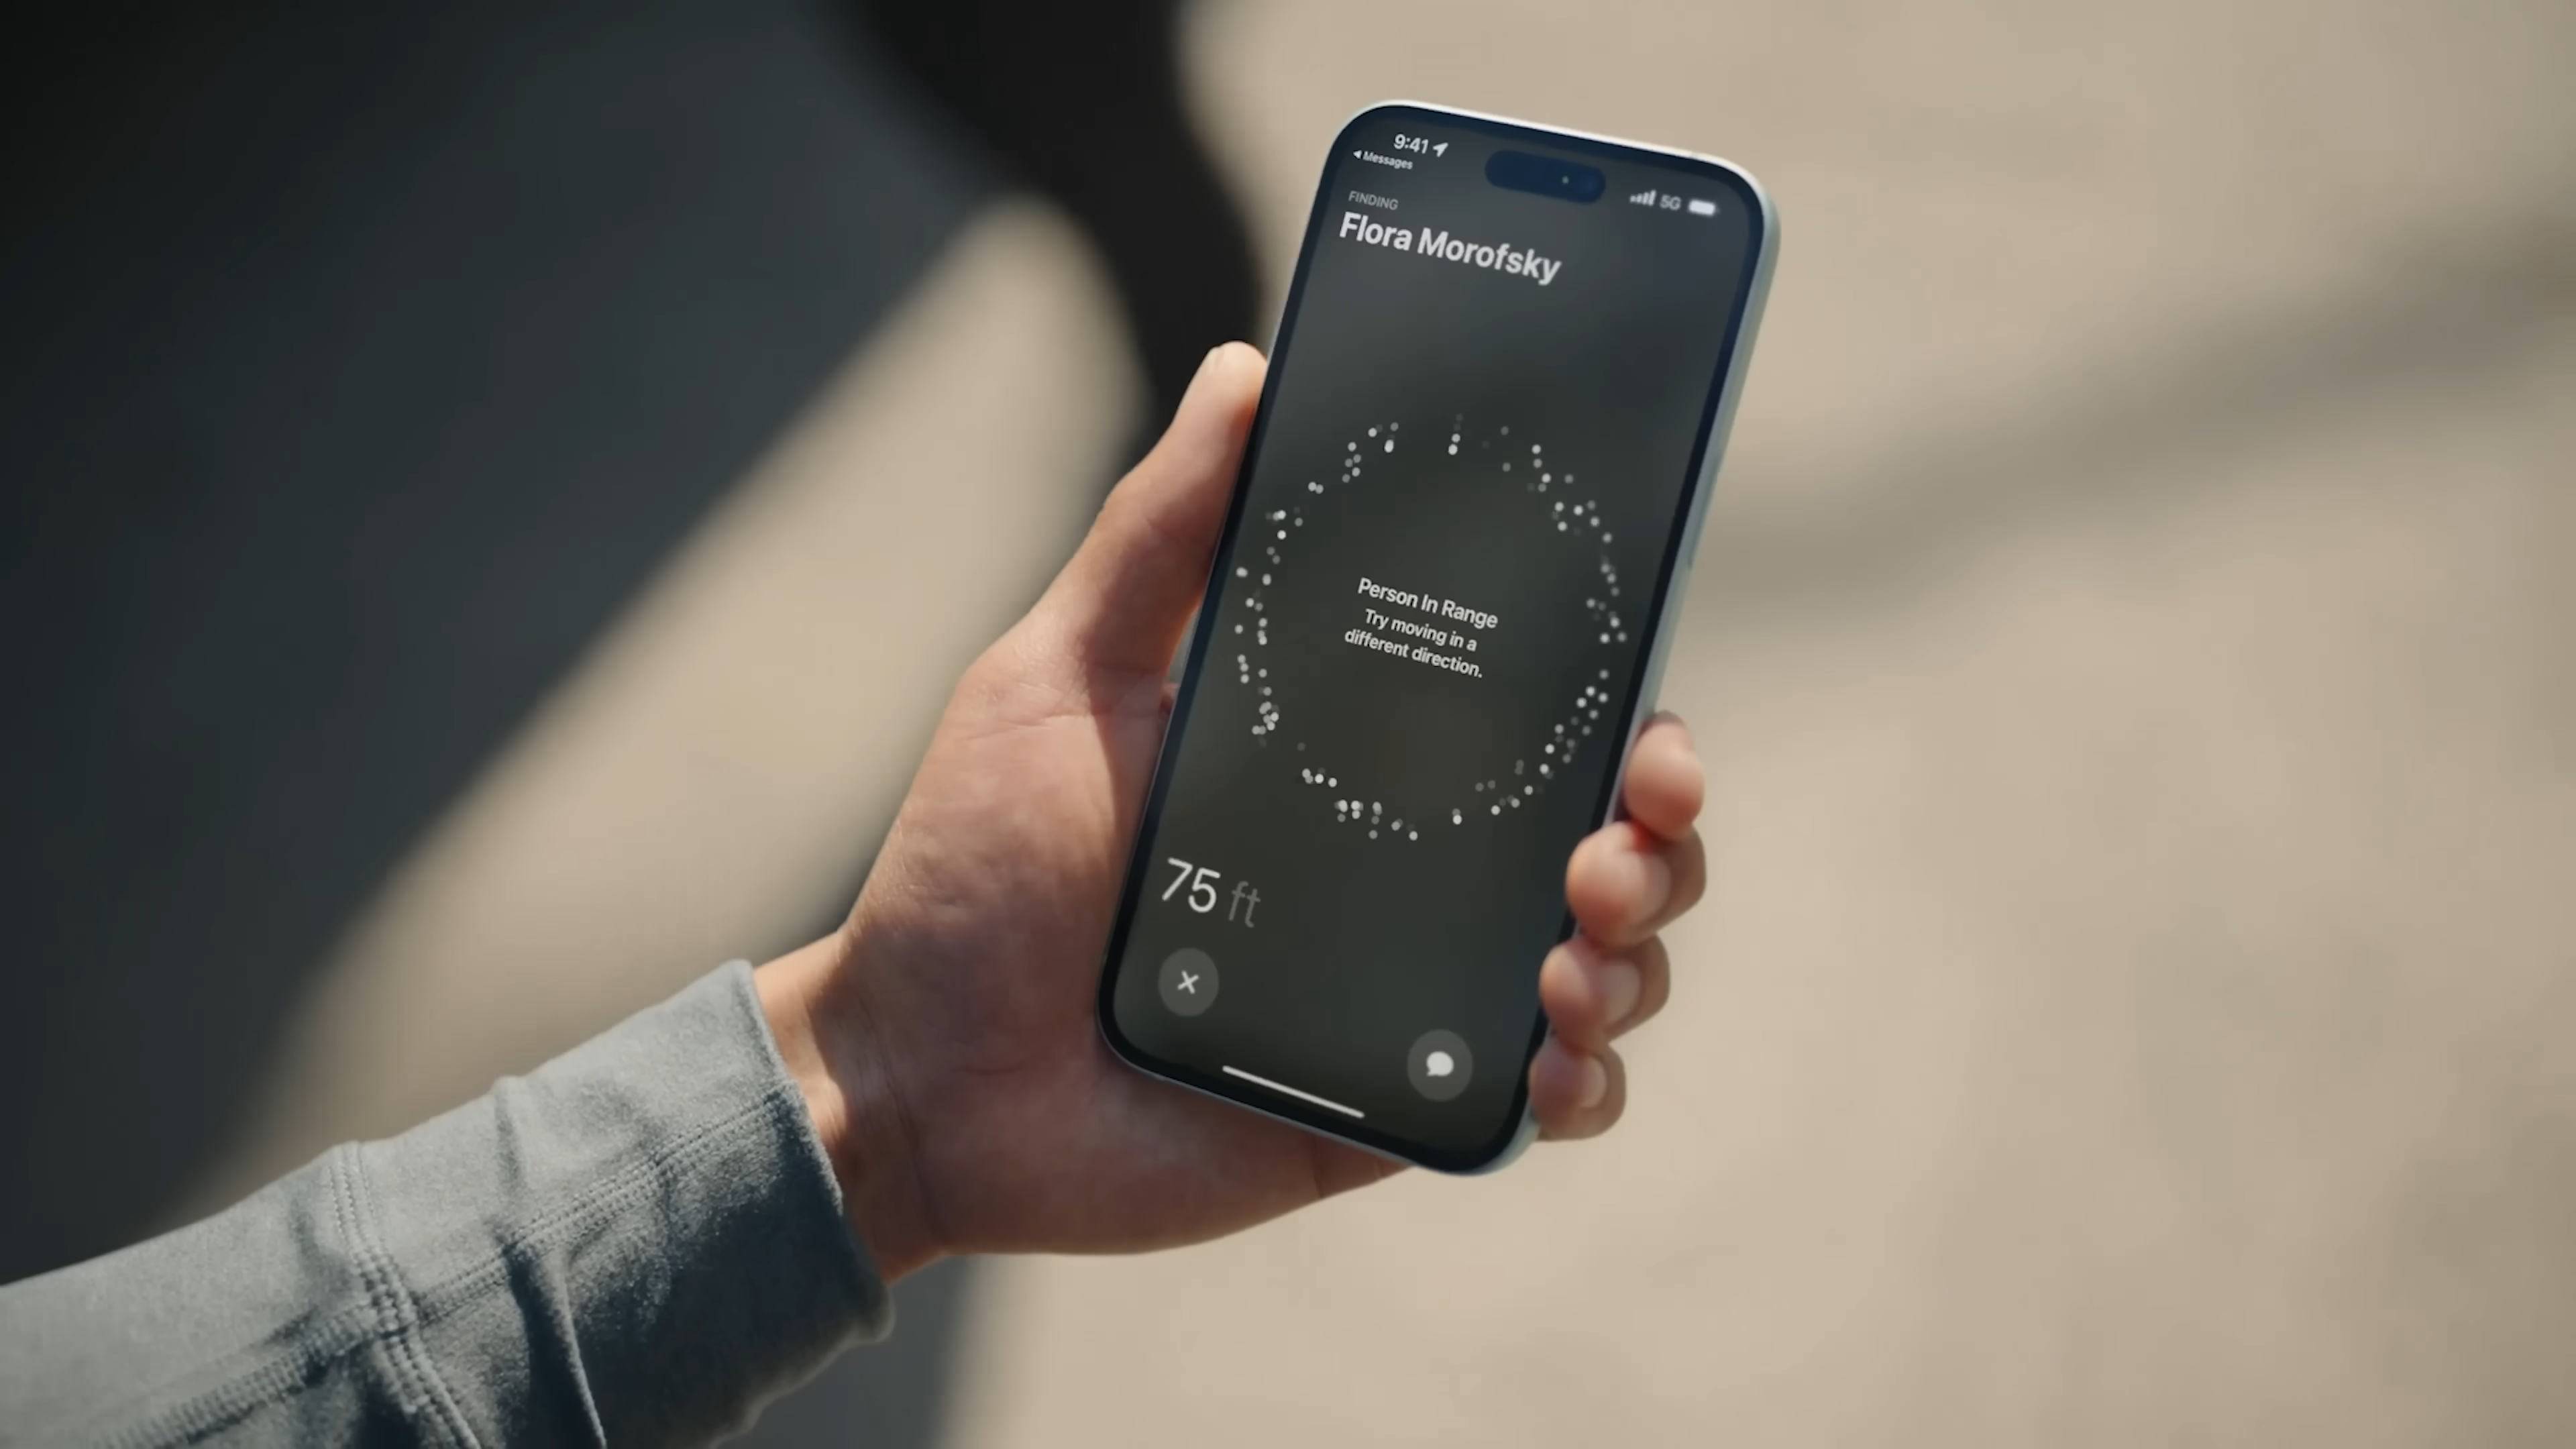 9:41
Messages
5G
FINDING
Flora Morofsky
Person In Range
Try moving in a
different direction.
75 ft